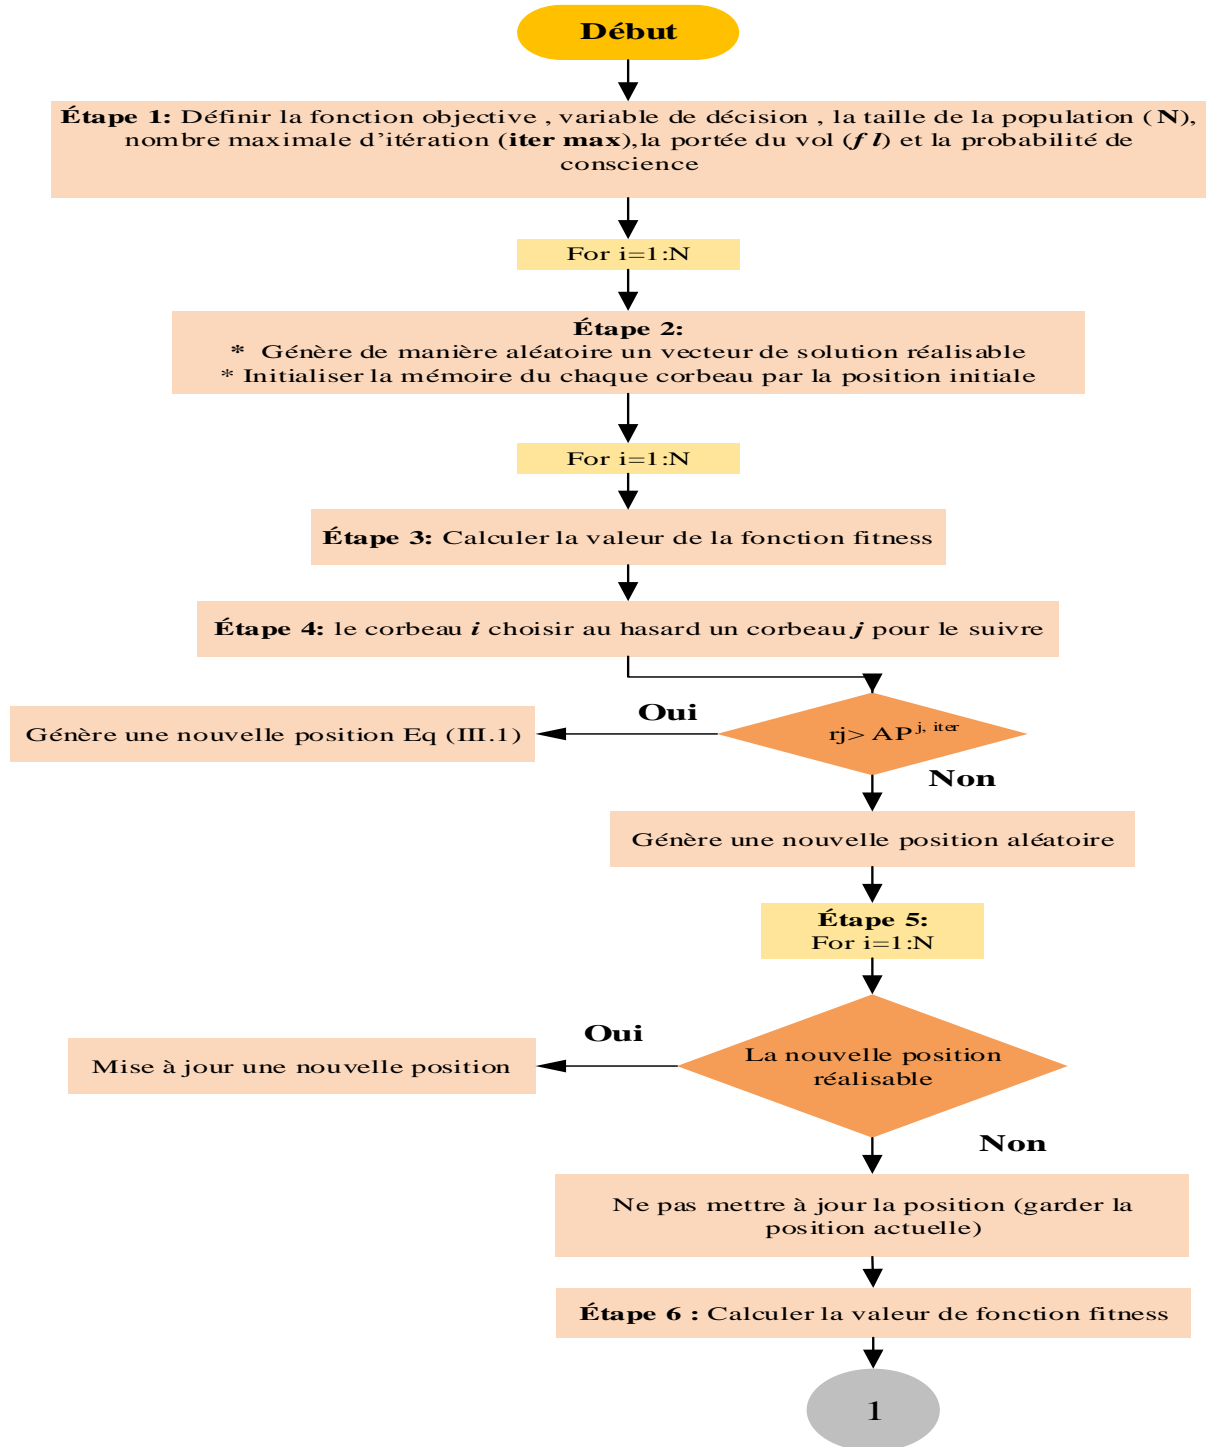 Début
Étape 1: Définir la fonction objective , variable de décision , la taille de la population ( N),
nombre maximale d'itération (iter max),la portée du vol (f l) et la probabilité de
conscience
For i=1:N
Étape 2:
* Génère de manière aléatoire un vecteur de solution réalisable
* Initialiser la mémoire du chaque corbeau par la position initiale
For i=1:N
Étape 3: Calculer la valeur de la fonction fitness
Étape 4: le corbeau i choisir au hasard un corbeau j pour le suivre
Oui
rj> AP^j, iter
Génère une nouvelle position Eq (III.1)
Non
Génère une nouvelle position aléatoire
Étape 5:
For i=1:N
Oui
La nouvelle position
réalisable
Mise à jour une nouvelle position
Non
Ne pas mettre à jour la position (garder la
position actuelle)
Étape 6 : Calculer la valeur de fonction fitness
1